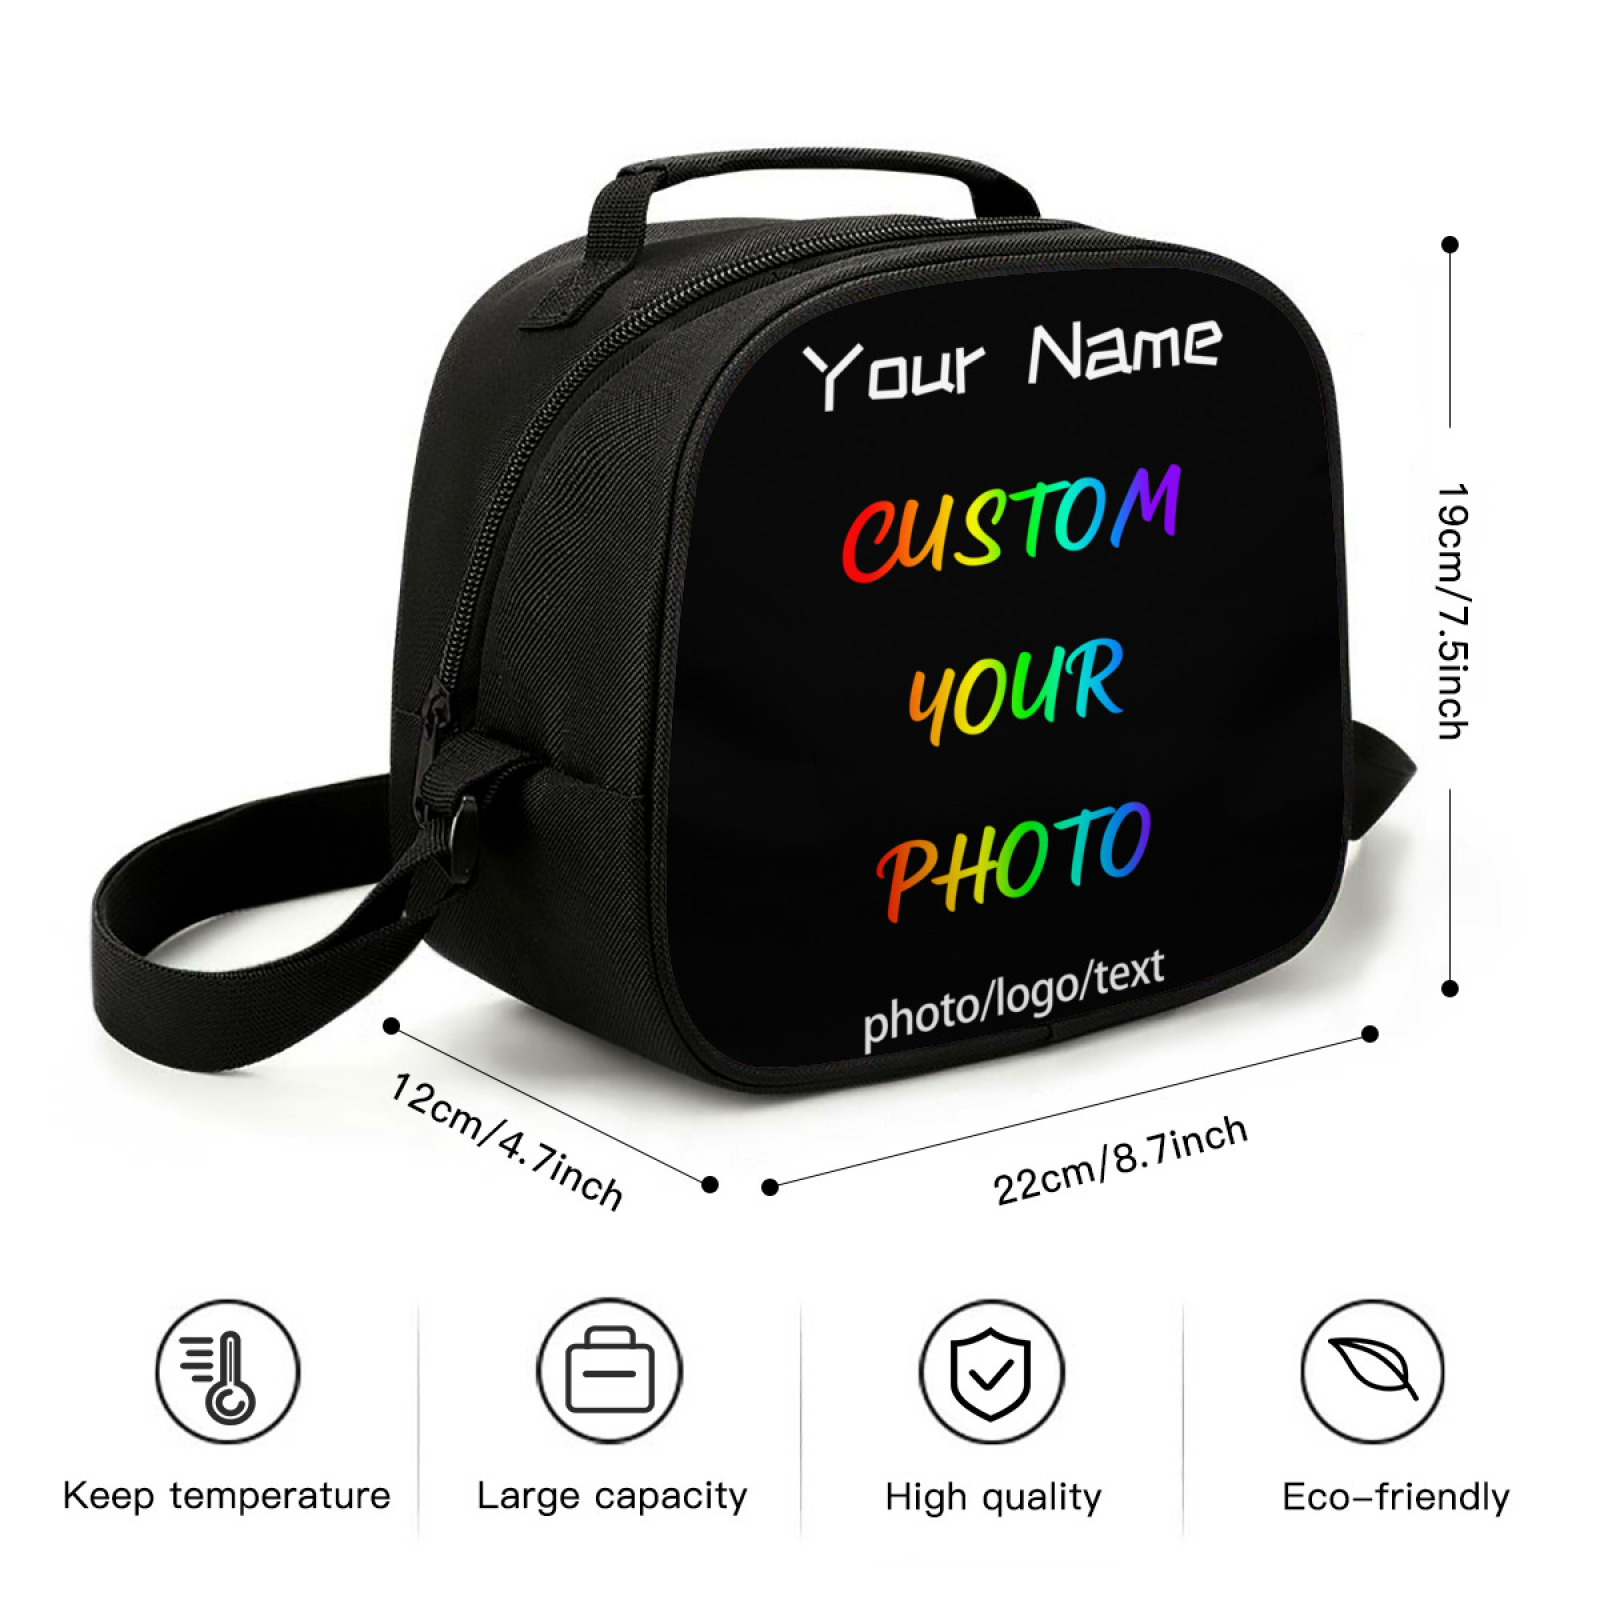 Your Name
CUSTOM
YOUR
PHOTO
photo/logo/text
19cm/7.5inch
12cm/4.7inch
22cm/8.7inch
Keep temperature
Large capacity
High quality
Eco-friendly